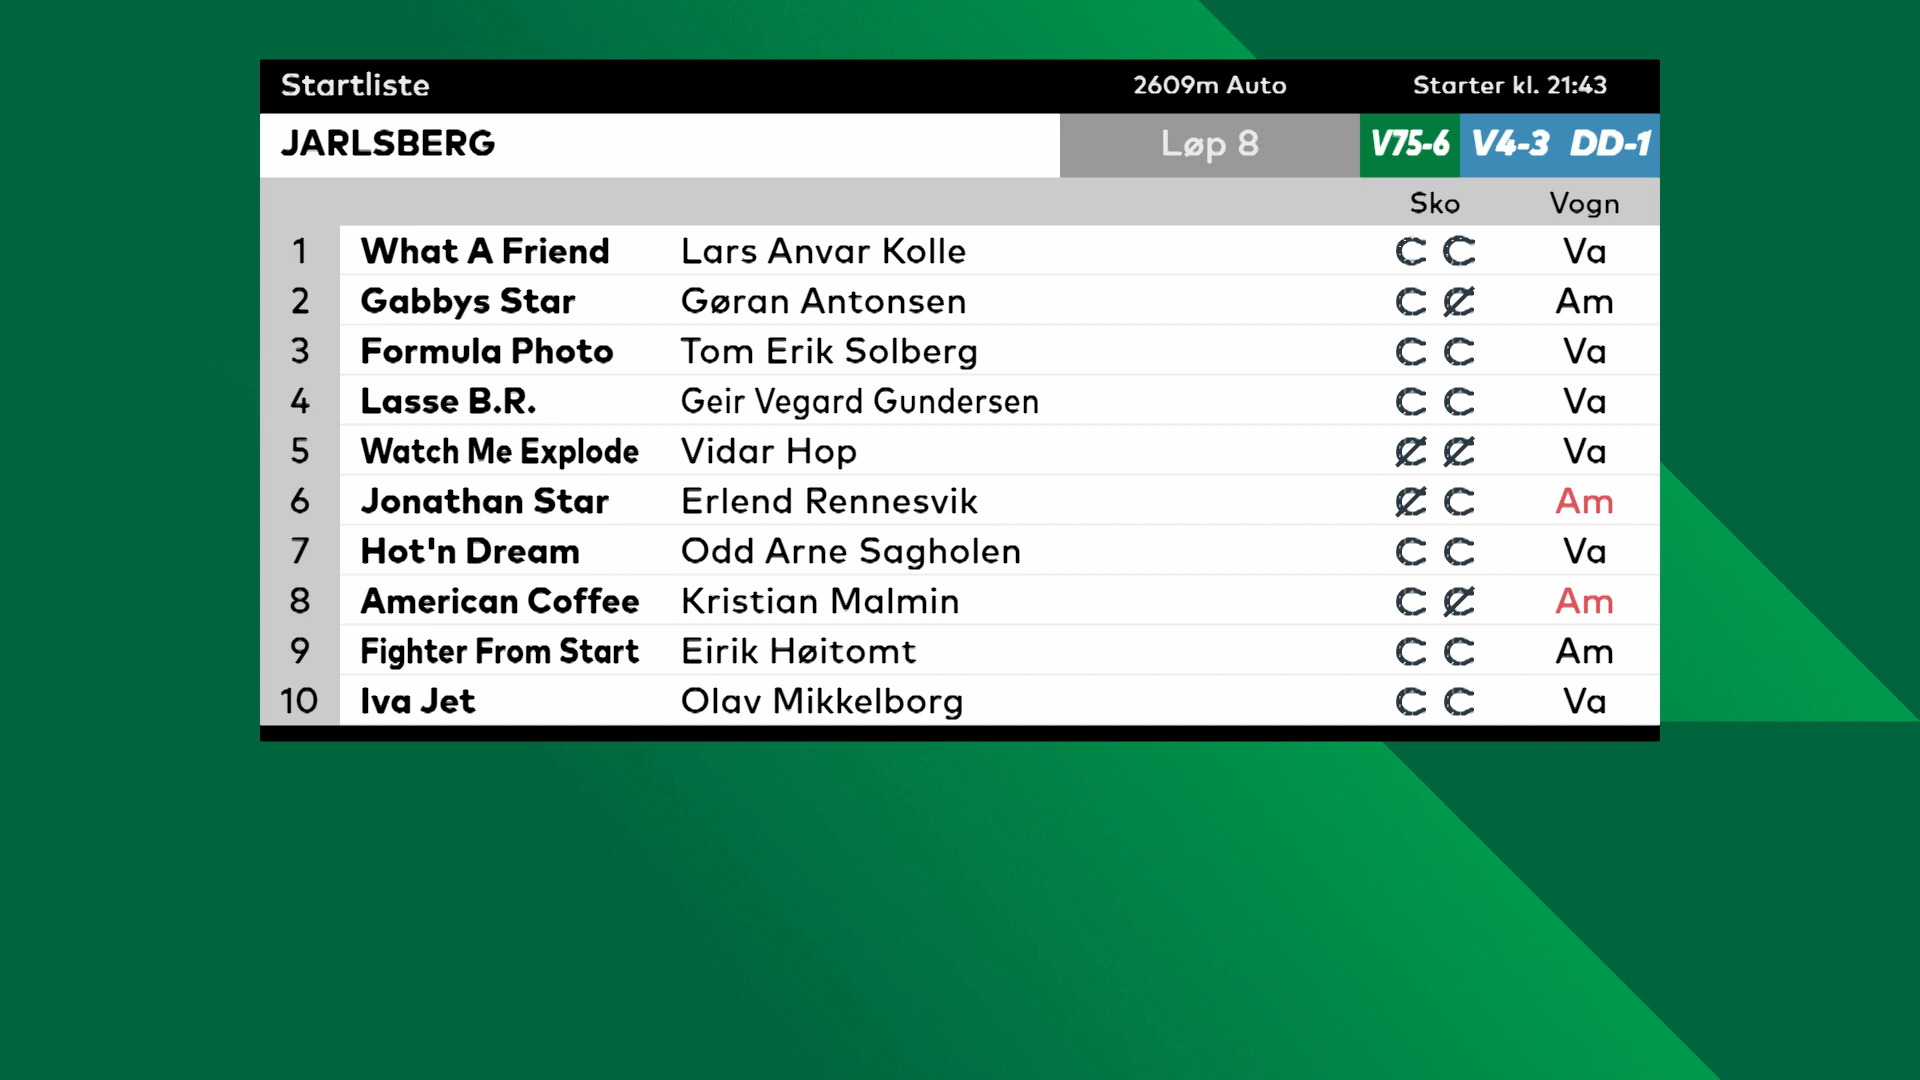 Startliste 2609m Auto Starter kl. 21:43
JARLSBERG Løp 8 V75-6 V4-3 DD-1
Sko Vogn
1 What A Friend Lars Anvar Kolle Va
2 Gabbys Star Gøran Antonsen Am
3 Formula Photo Tom Erik Solberg Va
4 Lasse B.R. Geir Vegard Gundersen Va
5 Watch Me Explode Vidar Hop Va
6 Jonathan Star Erlend Rennesvik Am
7 Hot'n Dream Odd Arne Sagholen Va
8 American Coffee Kristian Malmin Am
9 Fighter From Start Eirik Høitomt Am
10 Iva Jet Olav Mikkelborg Va